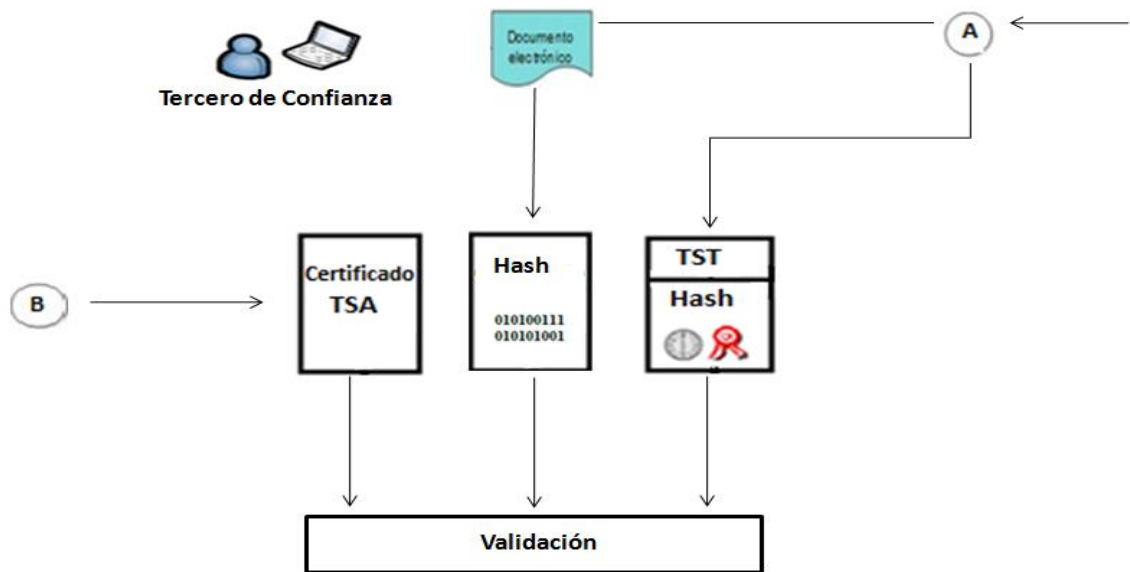 Documento
electrónico
A
Tercero de Confianza
Certificado
TSA
Hash
010100111
010101001
TST
Hash
B
Validación